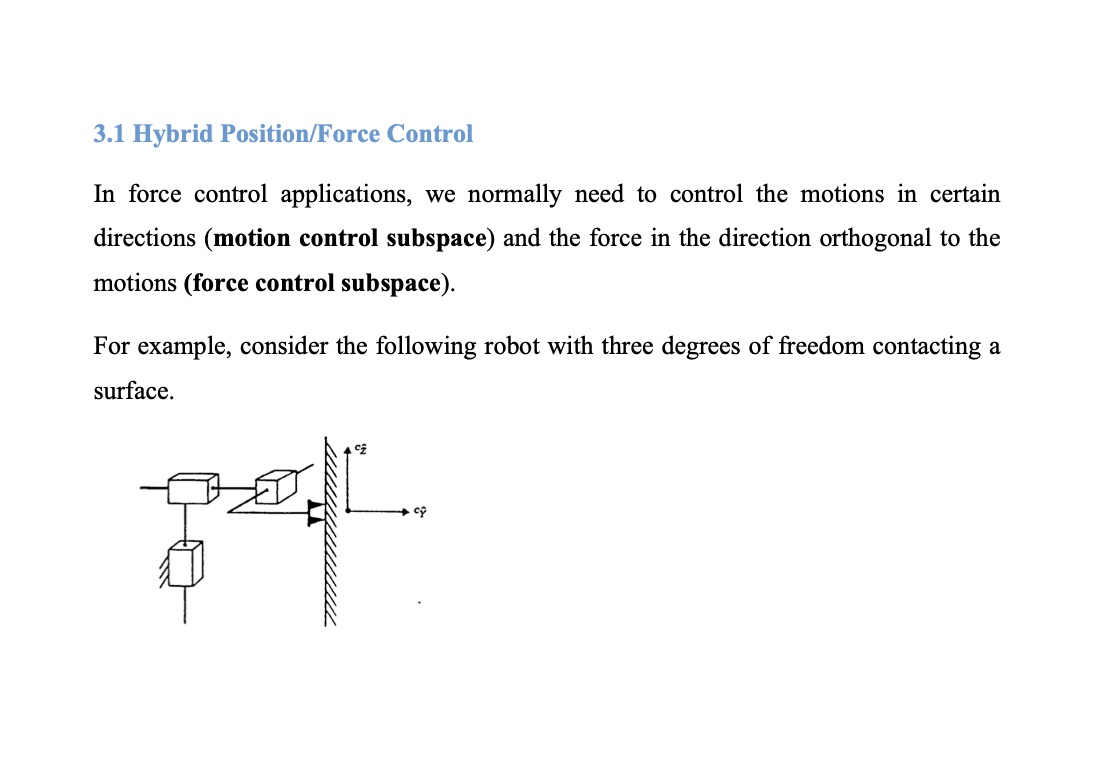 3.1 Hybrid Position/Force Control
In force control applications, we normally need to control the motions in certain
directions (motion control subspace) and the force in the direction orthogonal to the
motions (force control subspace).
For example, consider the following robot with three degrees of freedom contacting a
surface.
cẐ
cŶ